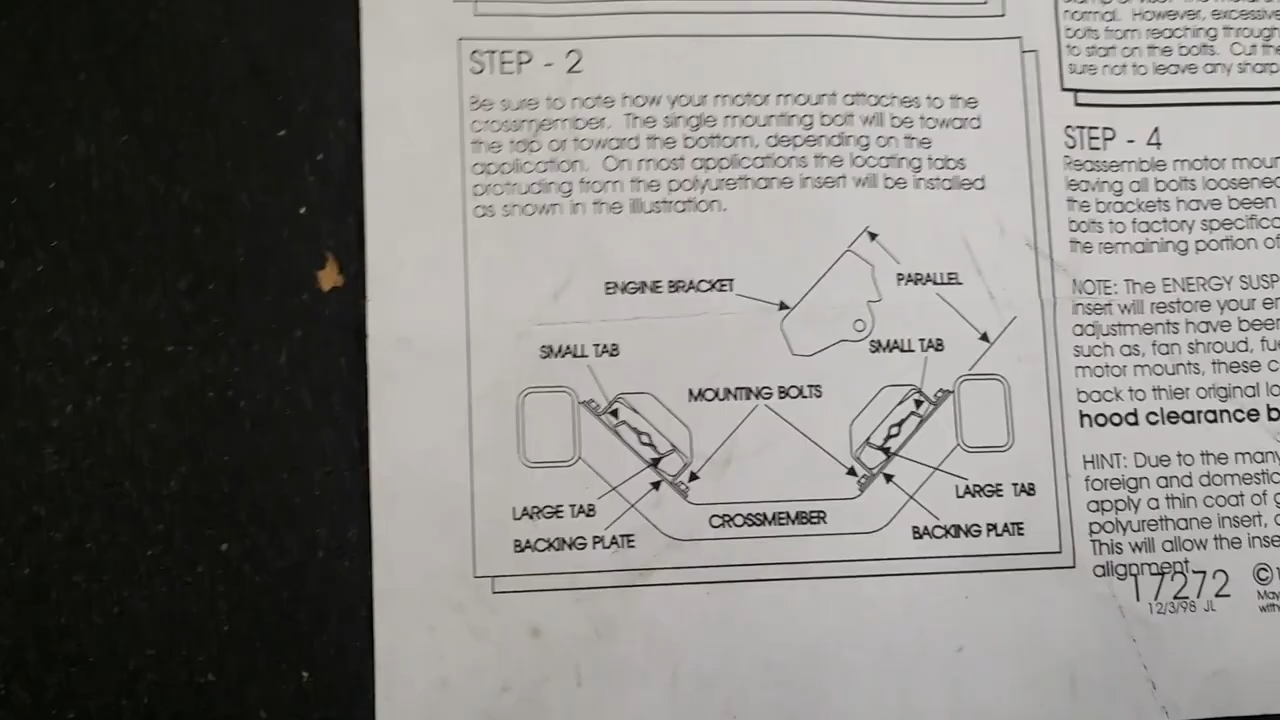 STEP - 2
Be sure to note how your motor mount attaches to the
crossmember. The single mounting bolt will be toward
the top or toward the bottom, depending on the
application. On most applications the locating tabs
protruding from the polyurethane insert will be installed
as shown in the illustration.
ENGINE BRACKET
PARALLEL
SMALL TAB
SMALL TAB
MOUNTING BOLTS
LARGE TAB
LARGE TAB
CROSSMEMBER
BACKING PLATE
BACKING PLATE
normal. However, excessive
bolts from reaching through
to start on the bolts. Cut the
sure not to leave any sharp
STEP - 4
Reassemble motor moun
leaving all bolts loosened
the brackets have been
bolts to factory specifica
the remaining portion of
NOTE: The ENERGY SUSP
insert will restore your en
adjustments have been
such as, fan shroud, fue
motor mounts, these c
back to thier original lo
hood clearance b
HINT: Due to the many
foreign and domestic
apply a thin coat of
polyurethane insert,
This will allow the inse
alignment.
17272
©1
12/3/98 JL
May
with